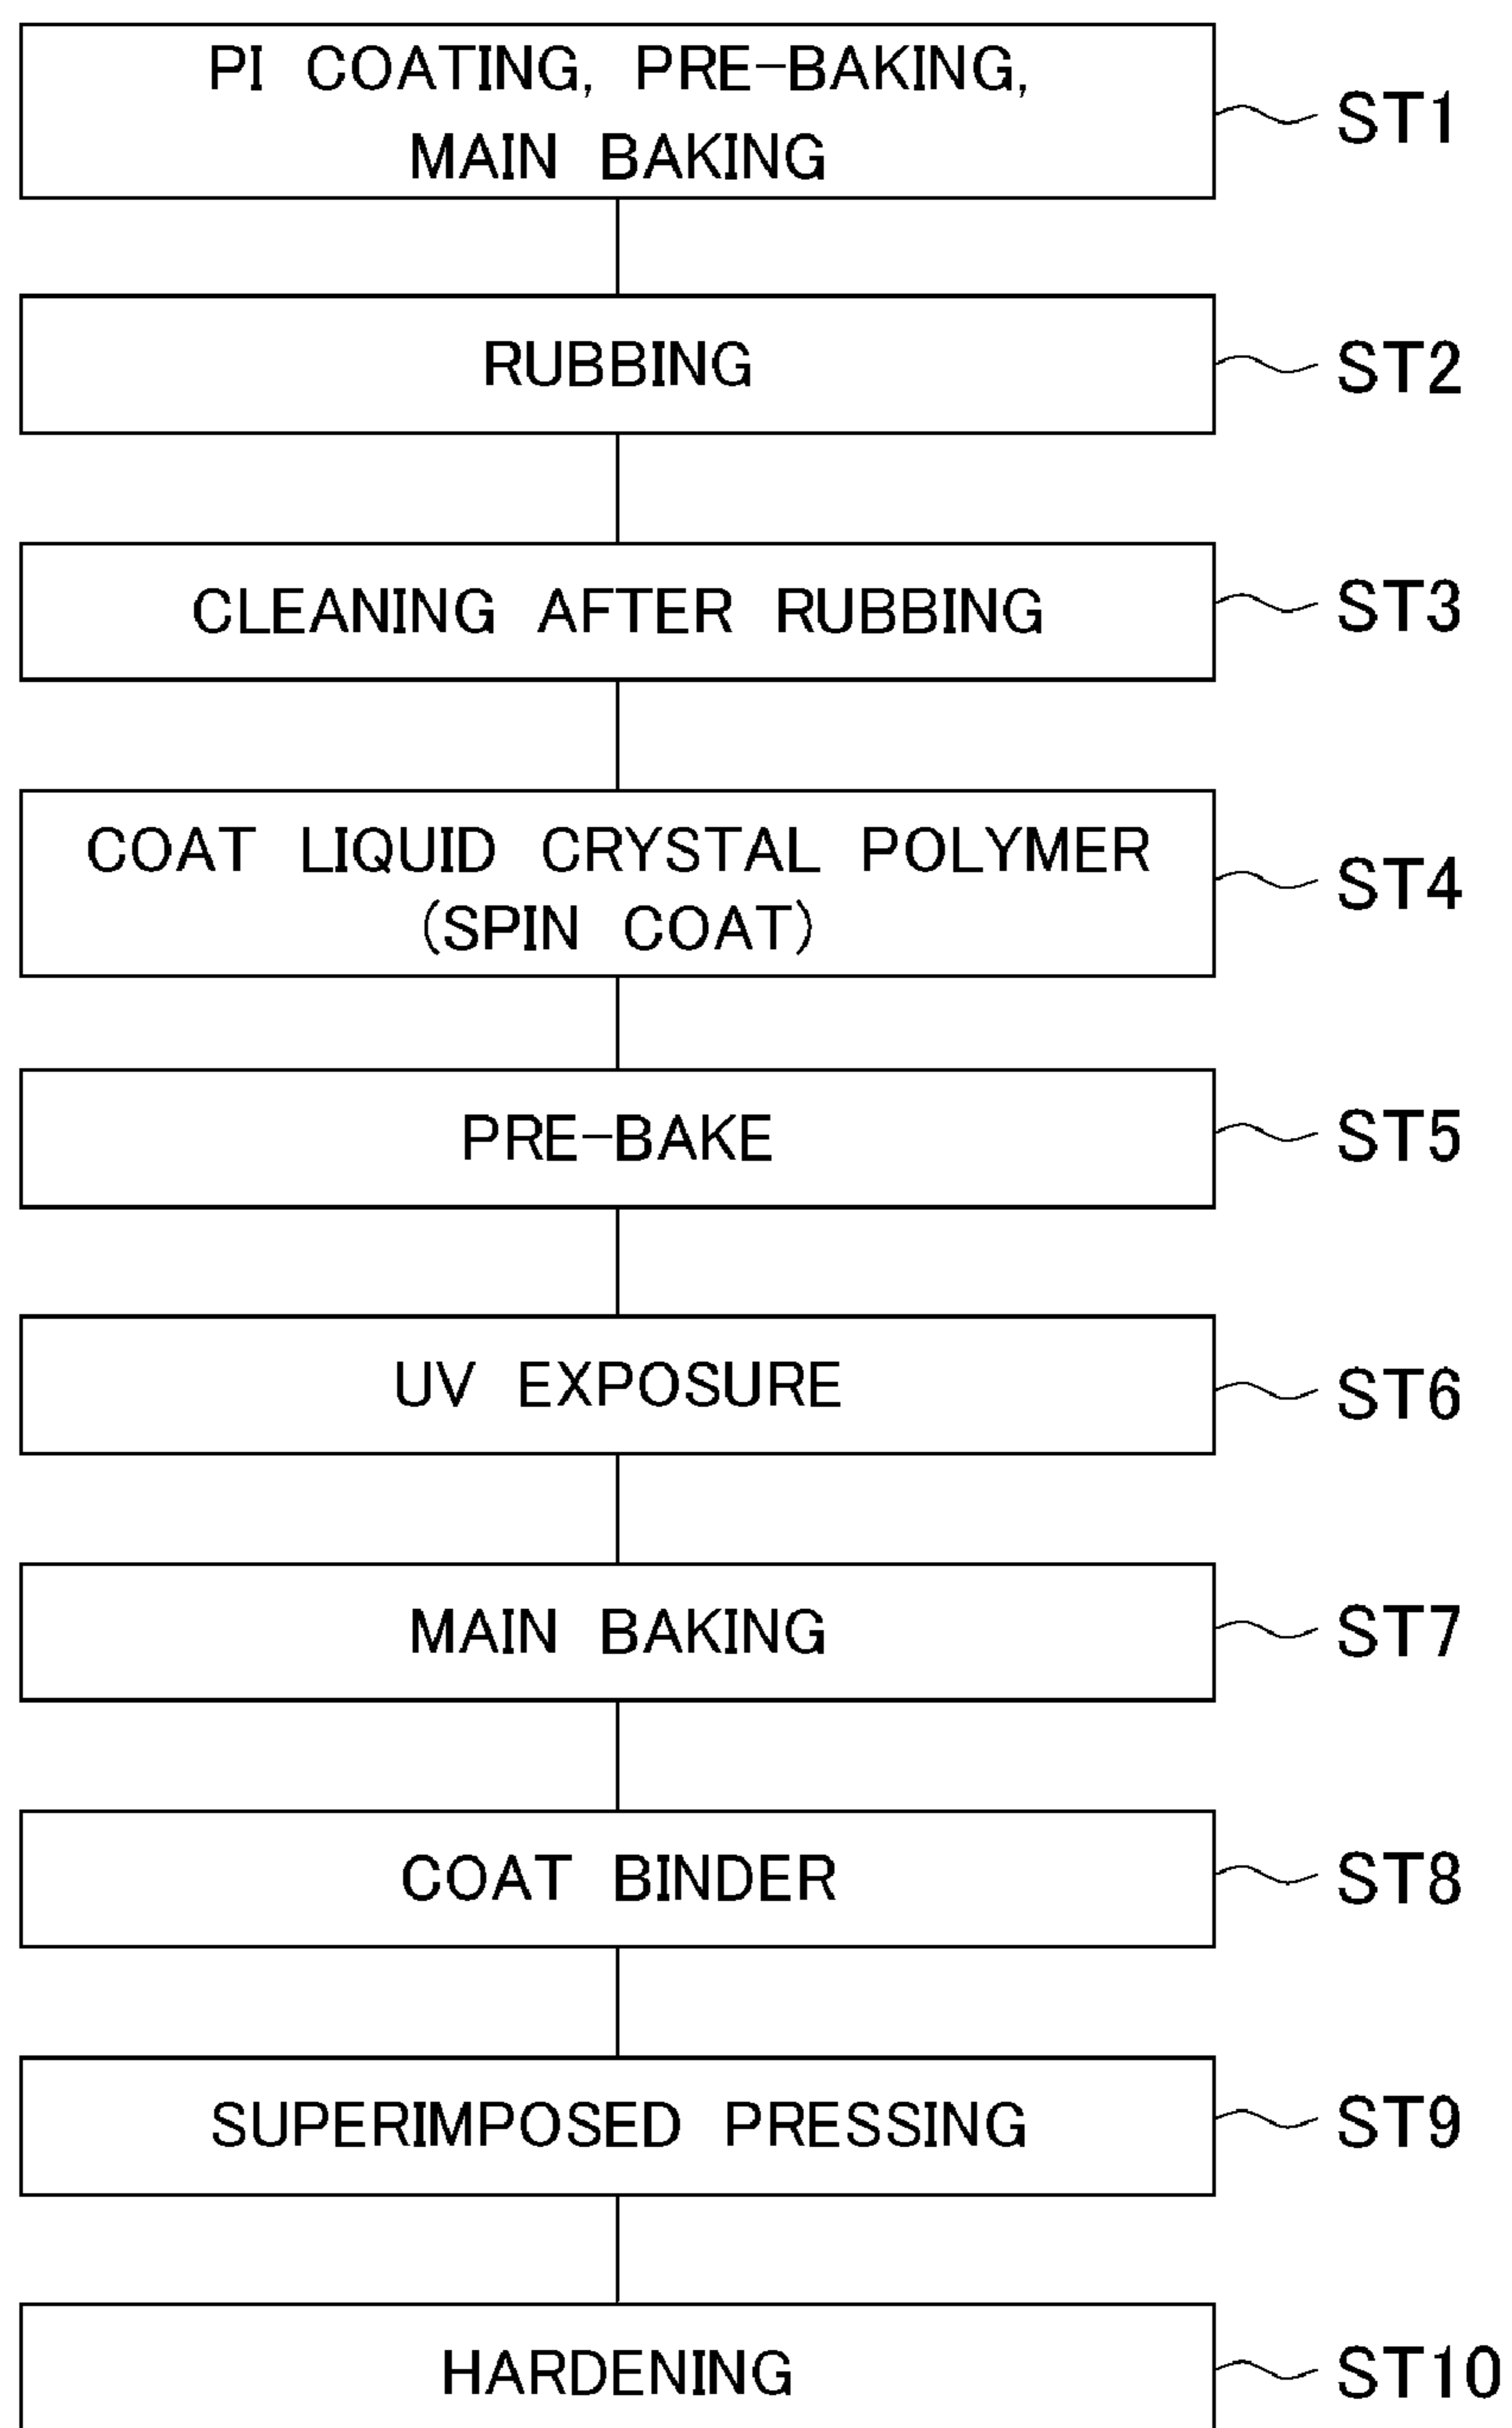 PI COATING, PRE-BAKING,
MAIN BAKING
ST1
RUBBING
ST2
CLEANING AFTER RUBBING
ST3
COAT LIQUID CRYSTAL POLYMER
(SPIN COAT)
ST4
PRE-BAKE
ST5
UV EXPOSURE
ST6
MAIN BAKING
ST7
COAT BINDER
ST8
SUPERIMPOSED PRESSING
ST9
HARDENING
ST10